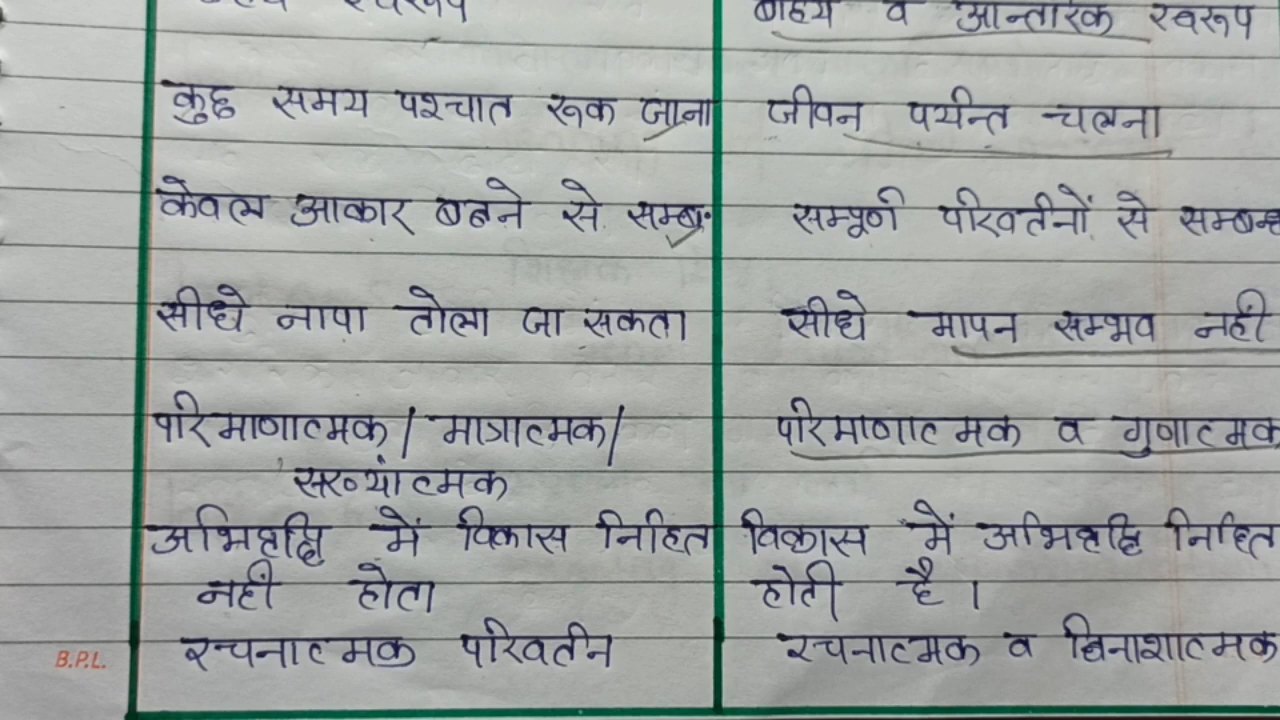 स्वरूप
बाह्य व आन्तरिक स्वरूप
कुछ समय पश्चात रूक जाना
जीवन पर्यन्त चलना
केवल आकार बढने से
सम्पूर्ण परिवर्तनों से सम्बन्ध
सीधे नापा तोला जा सकता
सीधे मापन सम्भव नहीं
परिमाणात्मक / मात्रात्मक /
संख्यात्मक
परिमाणात्मक व गुणात्मक
अभिवृद्धि में विकास निहित
नहीं होता
विकास में अभिवृद्धि निहित
होती है ।
रचनात्मक परिवर्तन
रचनात्मक व विनाशात्मक
B.P.L.